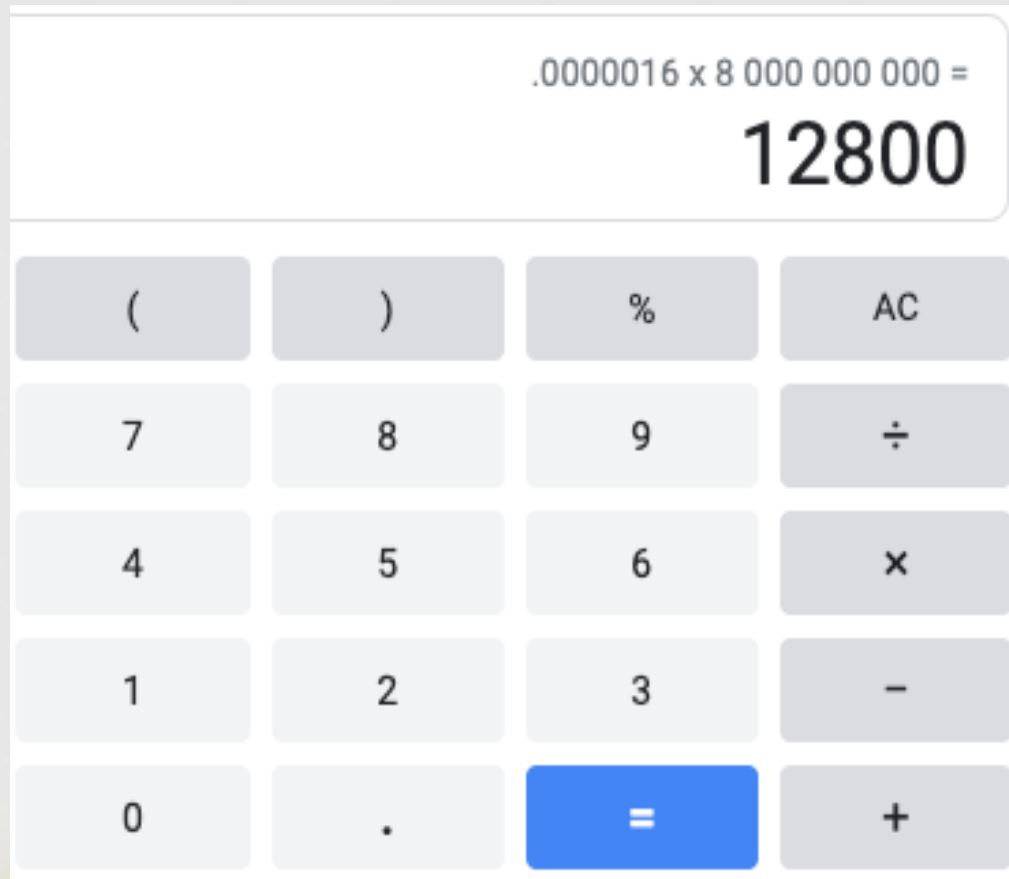 .0000016 x 8 000 000 000 =
12800
( ) % AC
7 8 9 ÷
4 5 6 ×
1 2 3 −
0 . = +